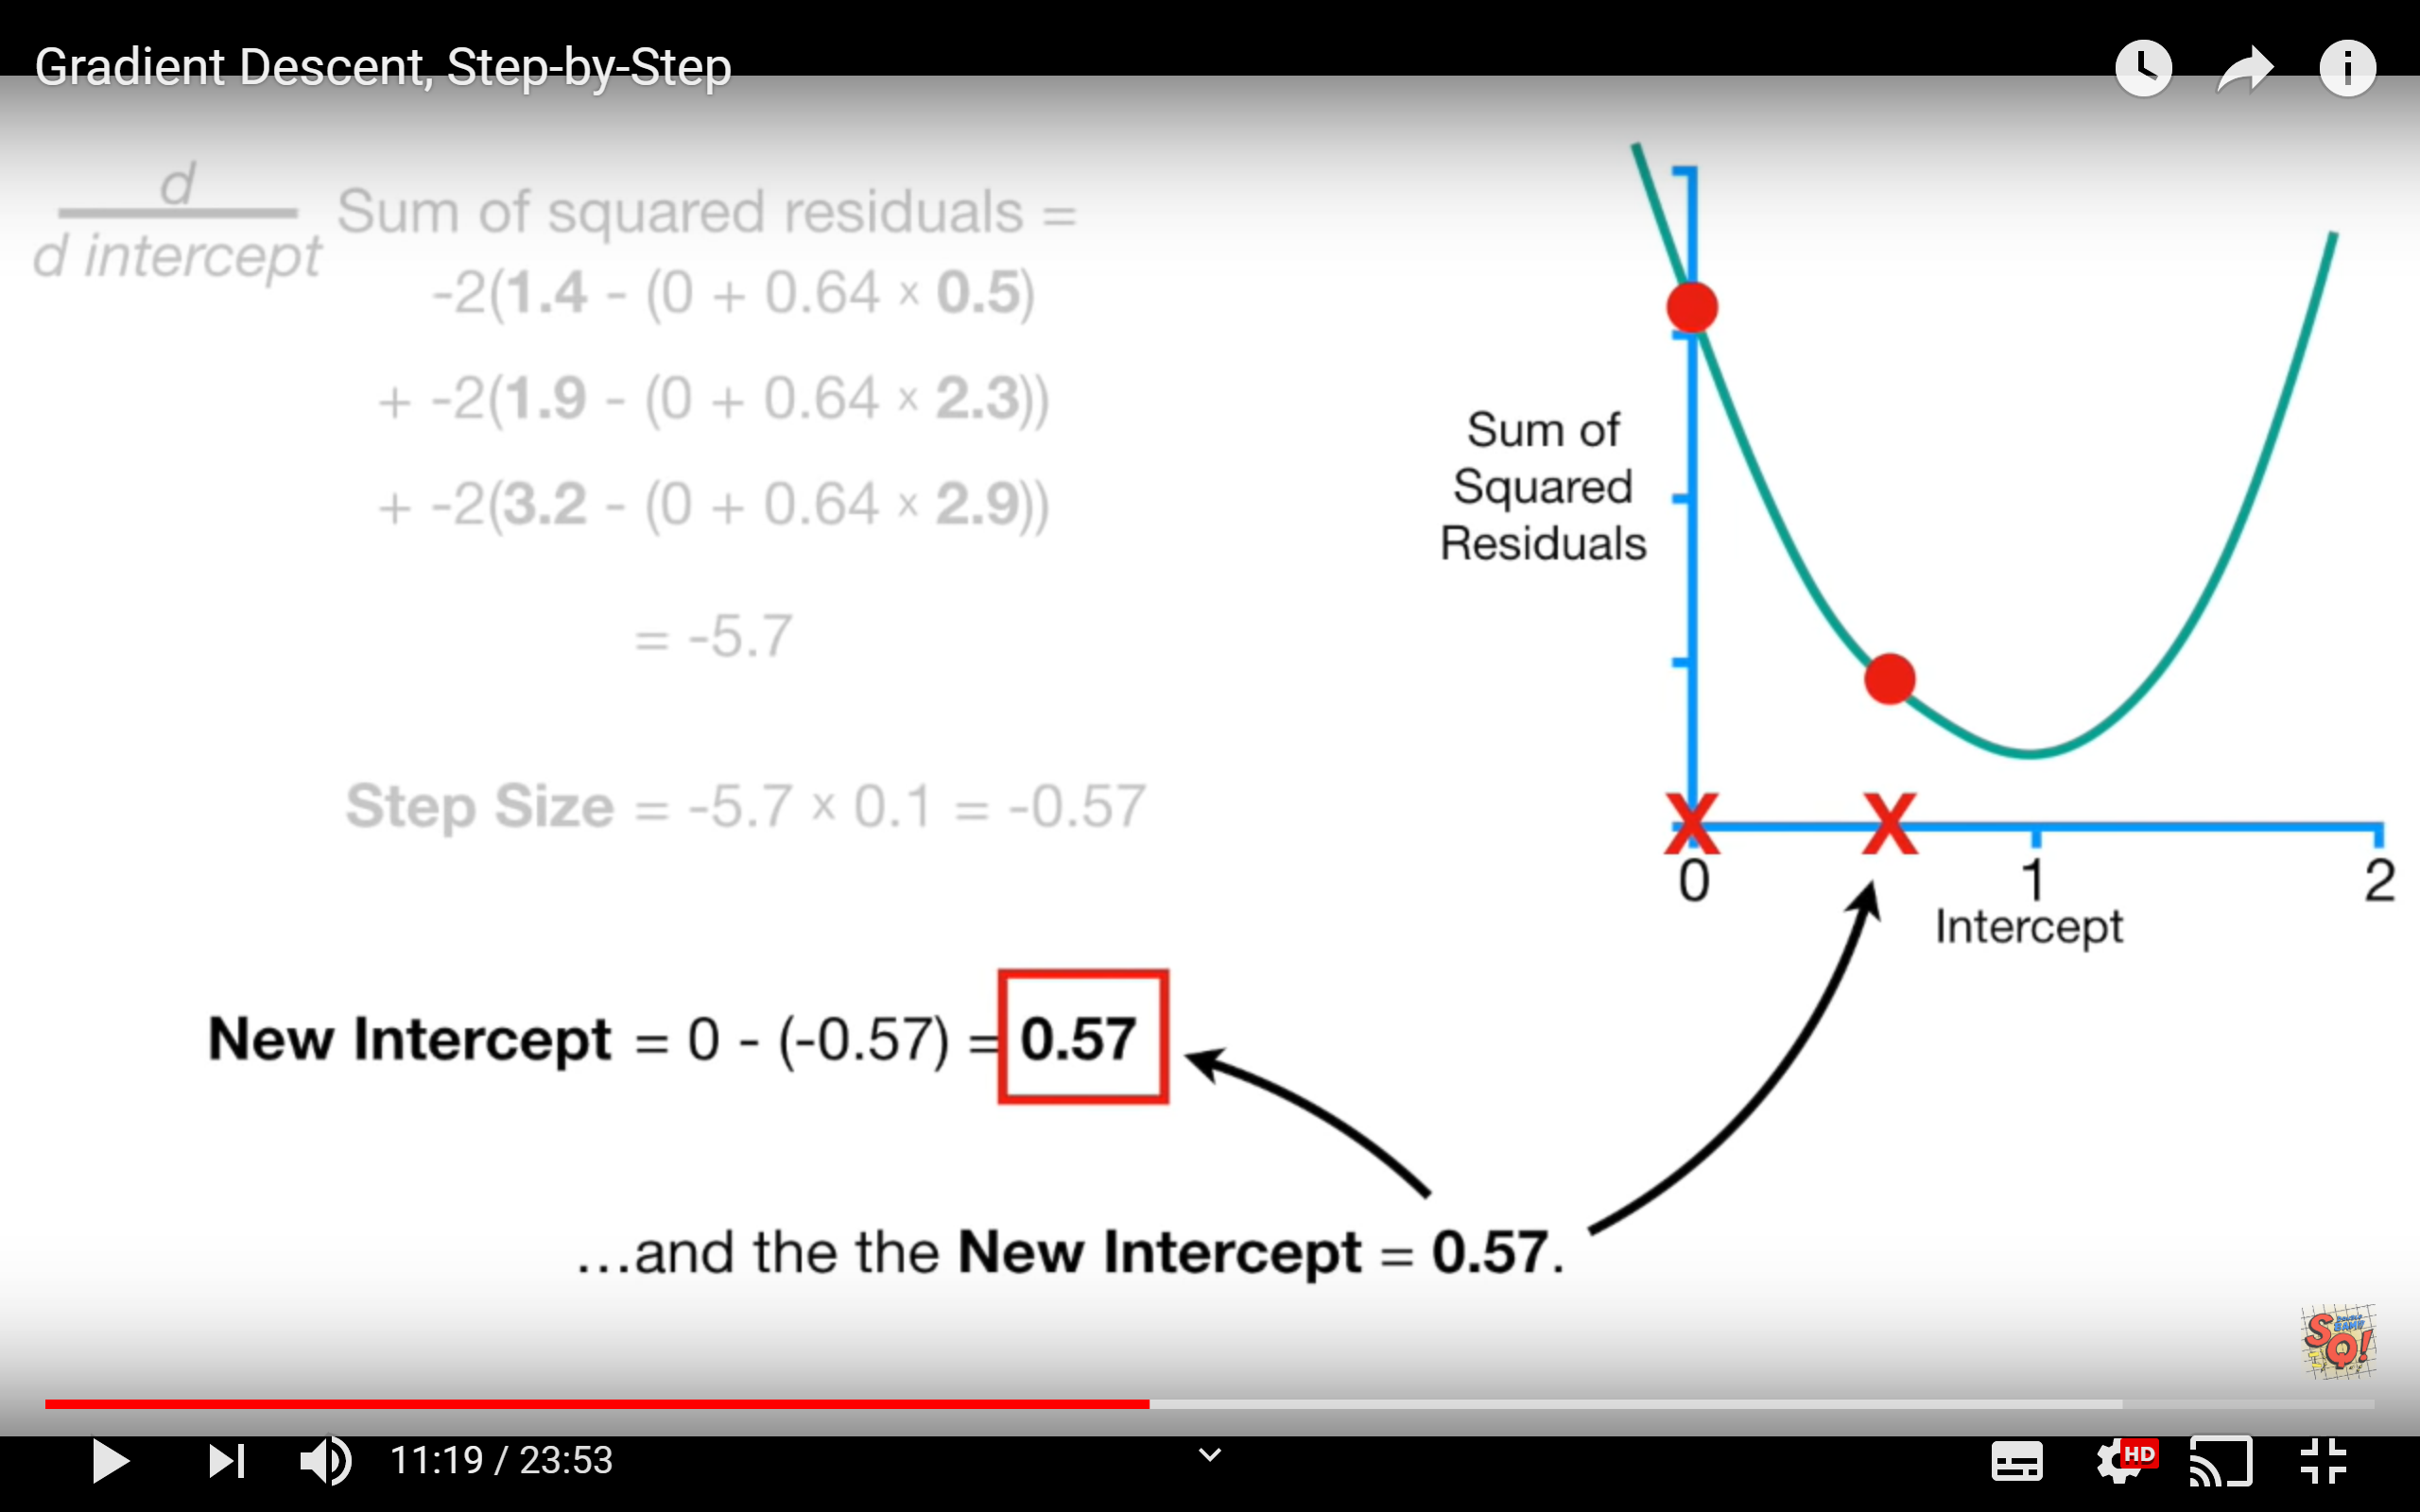 Gradient Descent, Step-by-Step
d
d intercept
Sum of squared residuals =
-2(1.4 - (0 + 0.64 × 0.5)
+ -2(1.9 - (0 + 0.64 × 2.3))
+ -2(3.2 - (0 + 0.64 × 2.9))
= -5.7
Step Size = -5.7 × 0.1 = -0.57
New Intercept = 0 - (-0.57) = 0.57
...and the the New Intercept = 0.57.
Sum of
Squared
Residuals
X X
0 1 2
Intercept
SQ!
11:19 / 23:53
HD